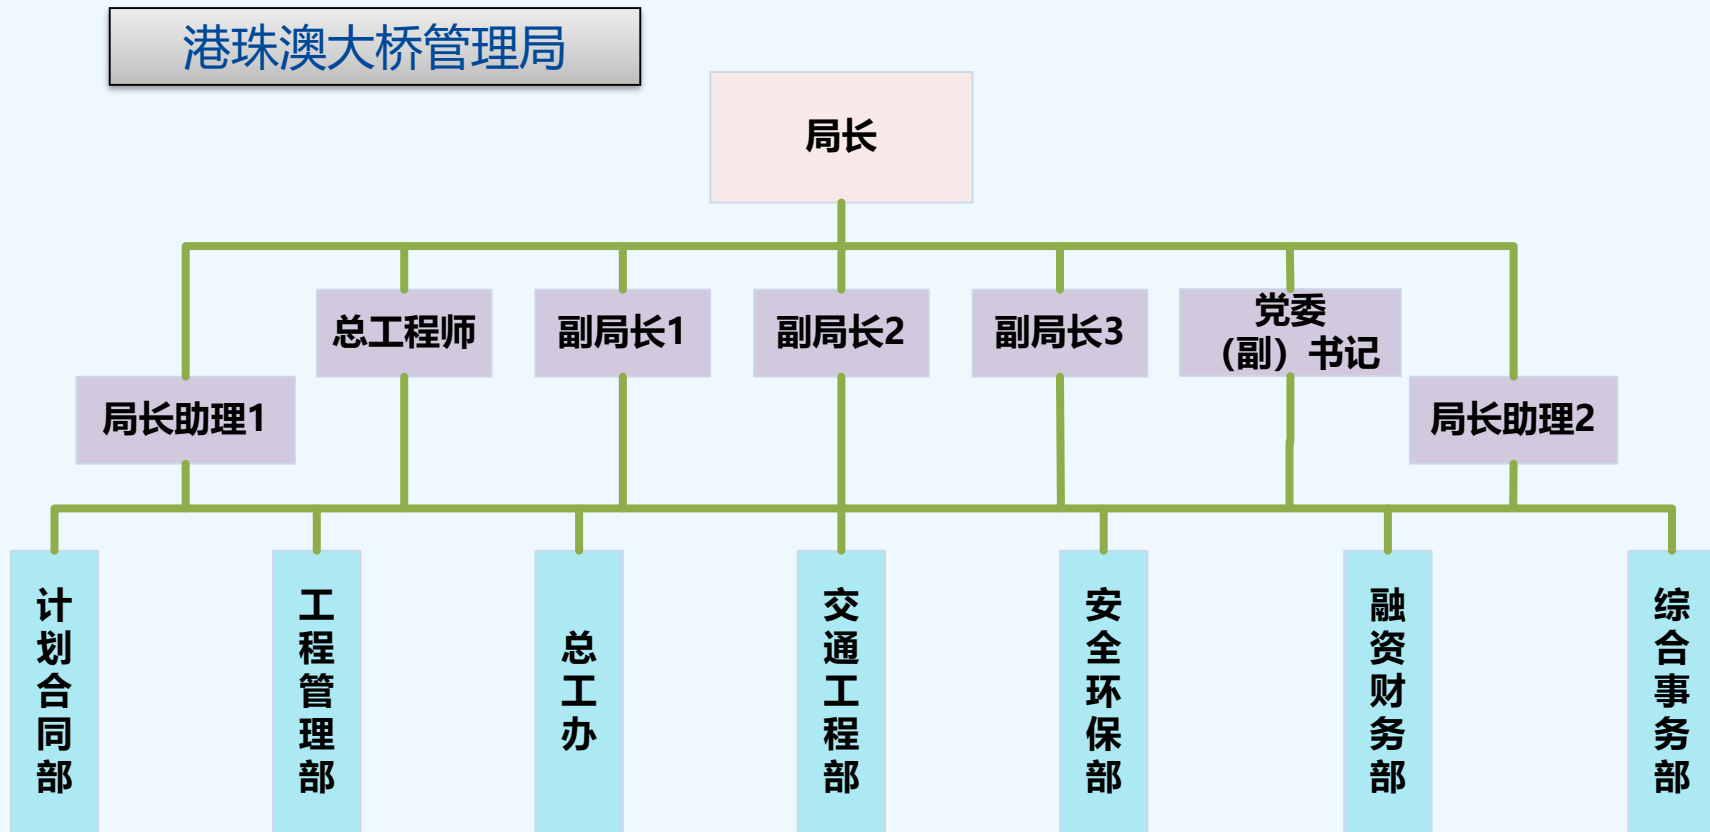 港珠澳大桥管理局
局长
总工程师
副局长1
副局长2
副局长3
党委
（副）书记
局长助理1
局长助理2
计划合同部
工程管理部
总工办
交通工程部
安全环保部
融资财务部
综合事务部